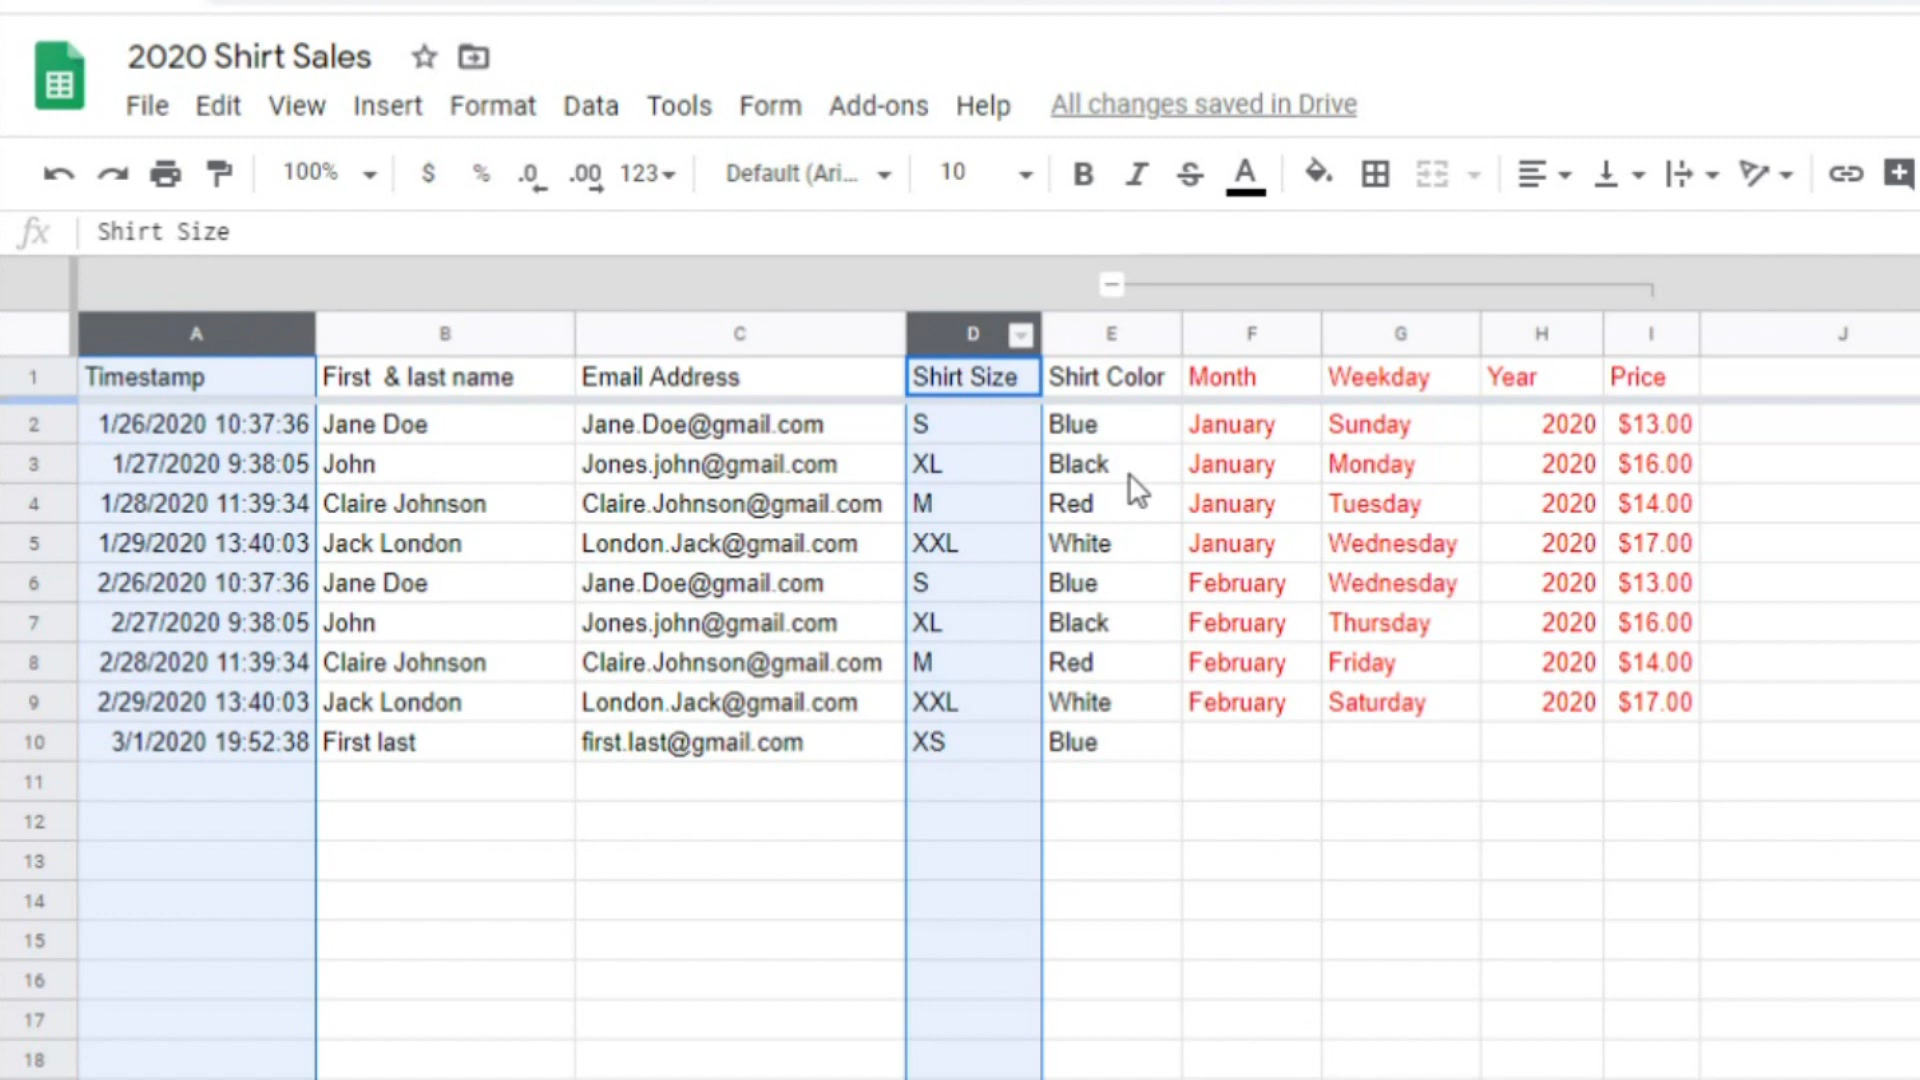 2020 Shirt Sales
File Edit View Insert Format Data Tools Form Add-ons Help All changes saved in Drive
100% $ % .0 .00 123 Default (Ari... 10 B I S A
fx Shirt Size
A B C D E F G H I J
1 Timestamp First & last name Email Address Shirt Size Shirt Color Month Weekday Year Price
2 1/26/2020 10:37:36 Jane Doe Jane.Doe@gmail.com S Blue January Sunday 2020 $13.00
3 1/27/2020 9:38:05 John Jones.john@gmail.com XL Black January Monday 2020 $16.00
4 1/28/2020 11:39:34 Claire Johnson Claire.Johnson@gmail.com M Red January Tuesday 2020 $14.00
5 1/29/2020 13:40:03 Jack London London.Jack@gmail.com XXL White January Wednesday 2020 $17.00
6 2/26/2020 10:37:36 Jane Doe Jane.Doe@gmail.com S Blue February Wednesday 2020 $13.00
7 2/27/2020 9:38:05 John Jones.john@gmail.com XL Black February Thursday 2020 $16.00
8 2/28/2020 11:39:34 Claire Johnson Claire.Johnson@gmail.com M Red February Friday 2020 $14.00
9 2/29/2020 13:40:03 Jack London London.Jack@gmail.com XXL White February Saturday 2020 $17.00
10 3/1/2020 19:52:38 First last first.last@gmail.com XS Blue
11
12
13
14
15
16
17
18